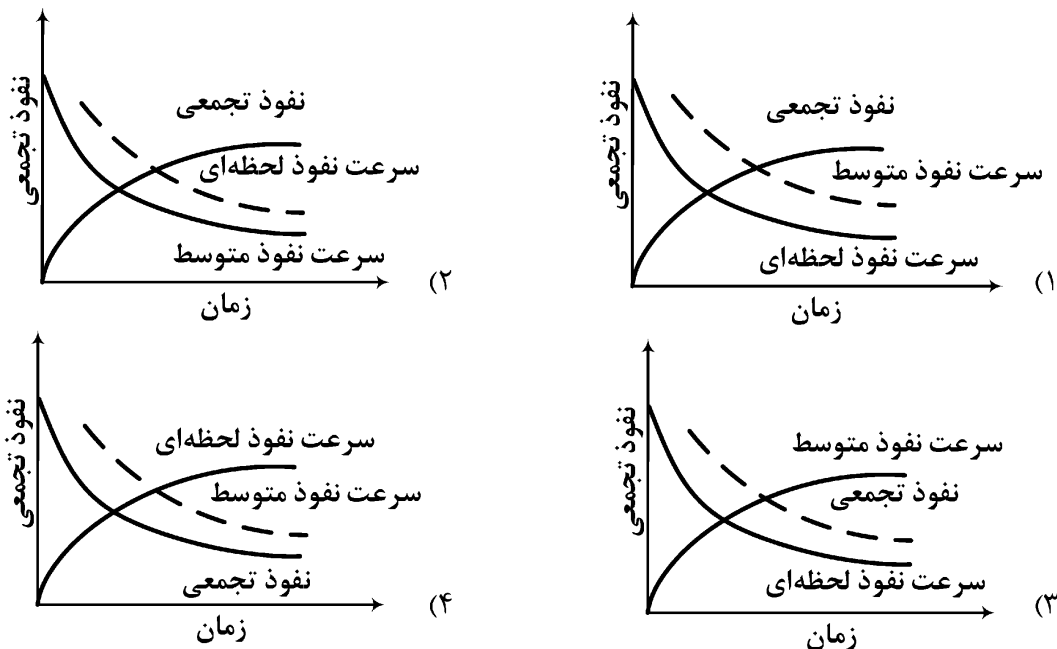 نفوذ تجمعی
نفوذ تجمعی
سرعت نفوذ متوسط
سرعت نفوذ لحظه‌ای
زمان
۱)
نفوذ تجمعی
نفوذ تجمعی
سرعت نفوذ لحظه‌ای
سرعت نفوذ متوسط
زمان
۲)
نفوذ تجمعی
سرعت نفوذ متوسط
نفوذ تجمعی
سرعت نفوذ لحظه‌ای
زمان
۳)
نفوذ تجمعی
سرعت نفوذ لحظه‌ای
سرعت نفوذ متوسط
نفوذ تجمعی
زمان
۴)